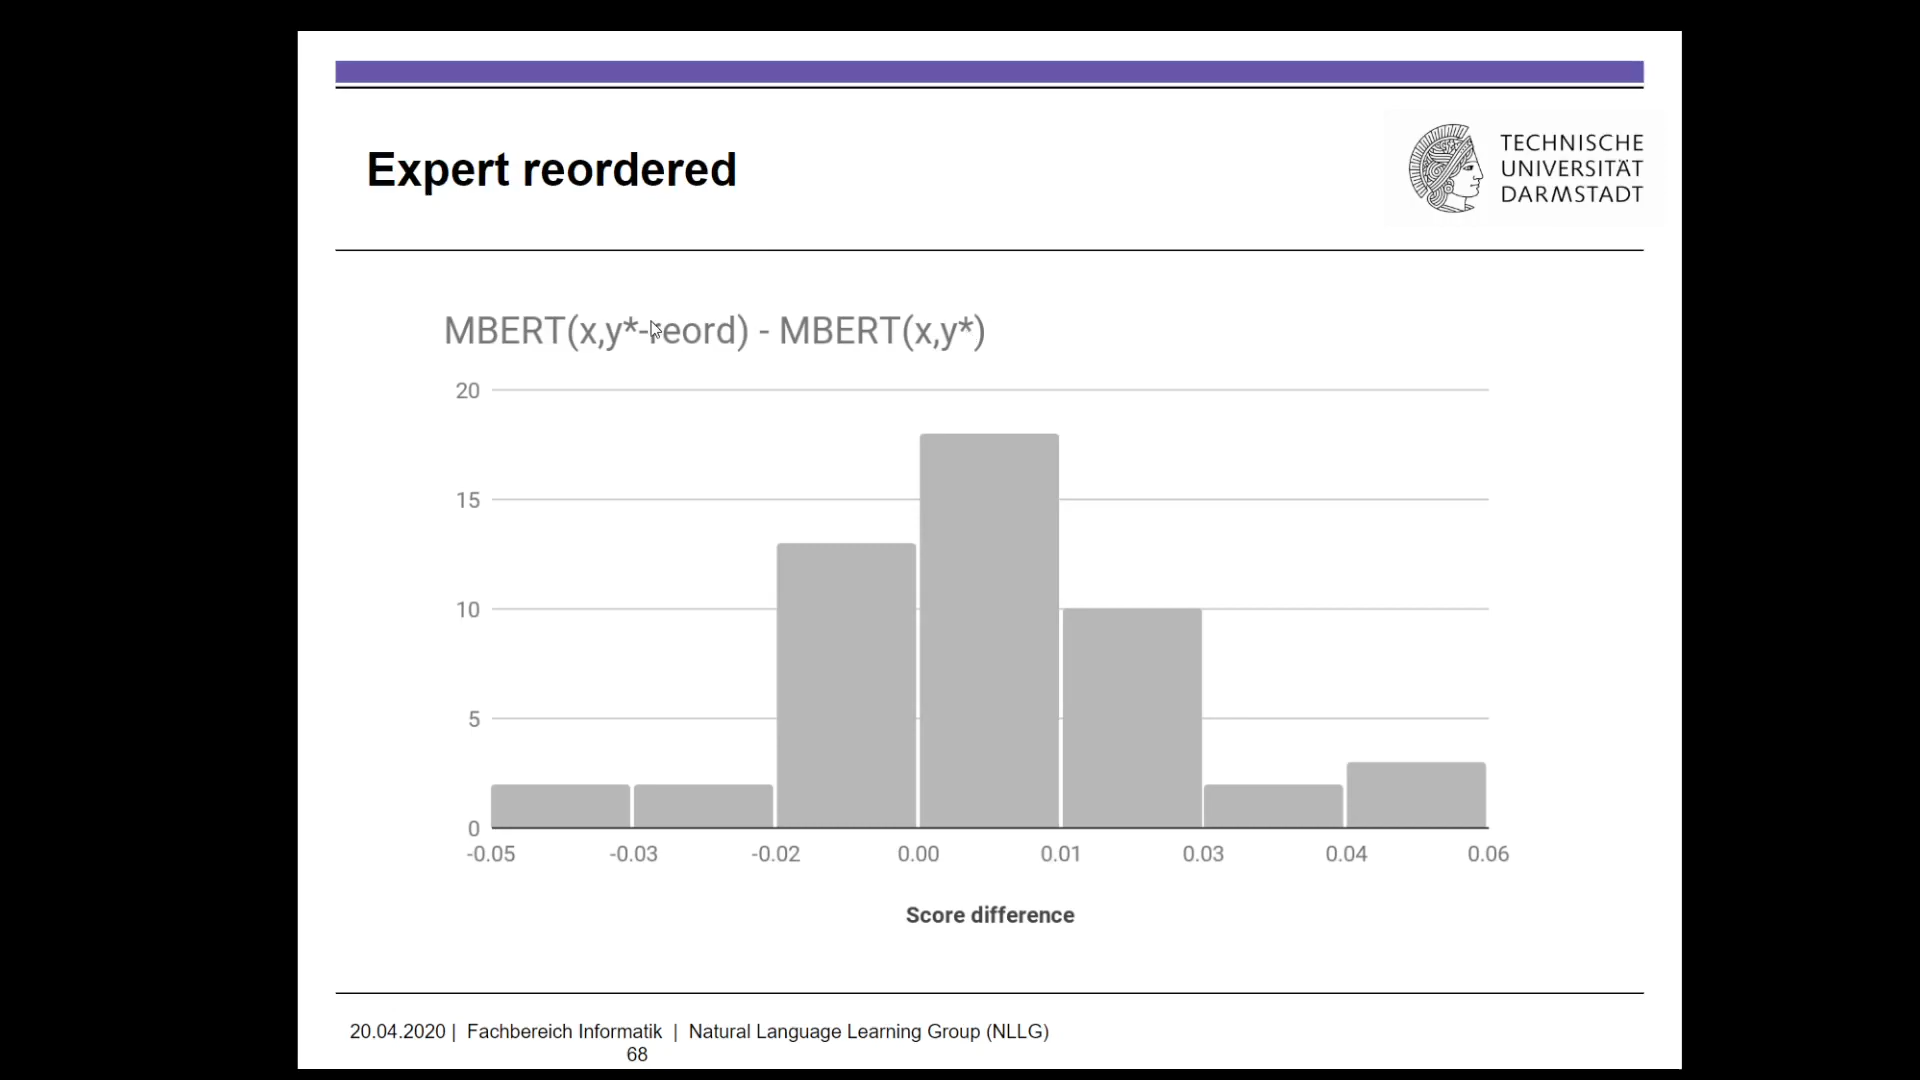 Expert reordered
TECHNISCHE
UNIVERSITÄT
DARMSTADT
MBERT(x,y*-reord) - MBERT(x,y*)
20
15
10
5
0
-0.05 -0.03 -0.02 0.00 0.01 0.03 0.04 0.06
Score difference
20.04.2020 | Fachbereich Informatik | Natural Language Learning Group (NLLG)
68